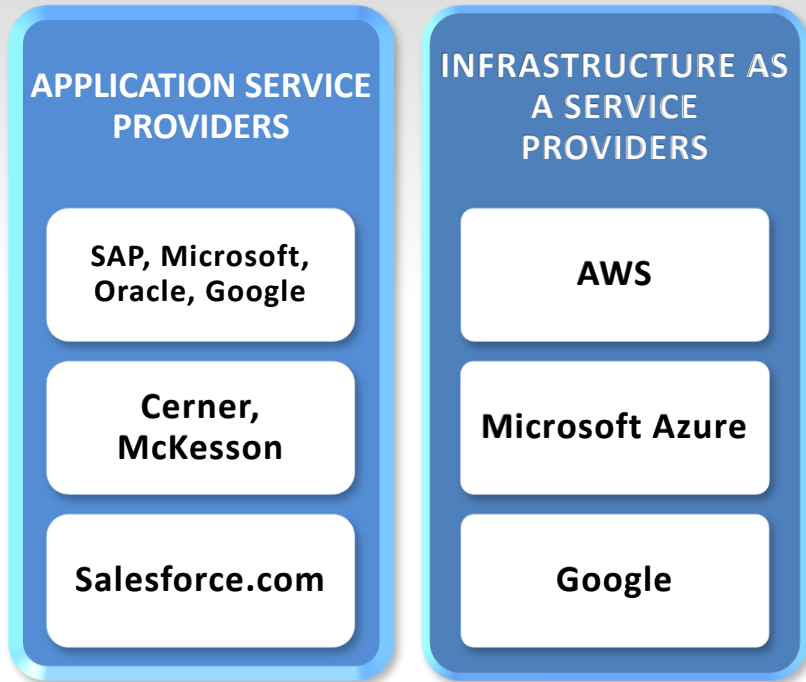 APPLICATION SERVICE
PROVIDERS
SAP, Microsoft,
Oracle, Google
Cerner,
McKesson
Salesforce.com
INFRASTRUCTURE AS
A SERVICE
PROVIDERS
AWS
Microsoft Azure
Google